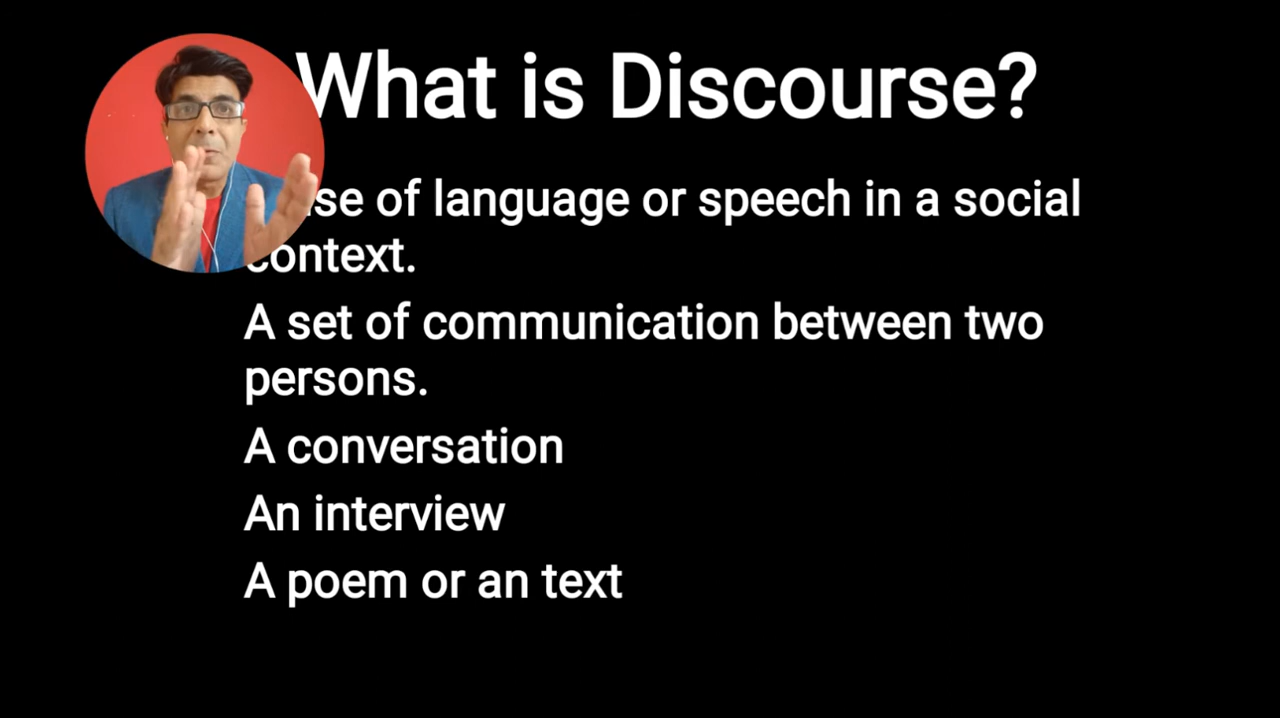 What is Discourse?
of language or speech in a social
context.
A set of communication between two
persons.
A conversation
An interview
A poem or an text